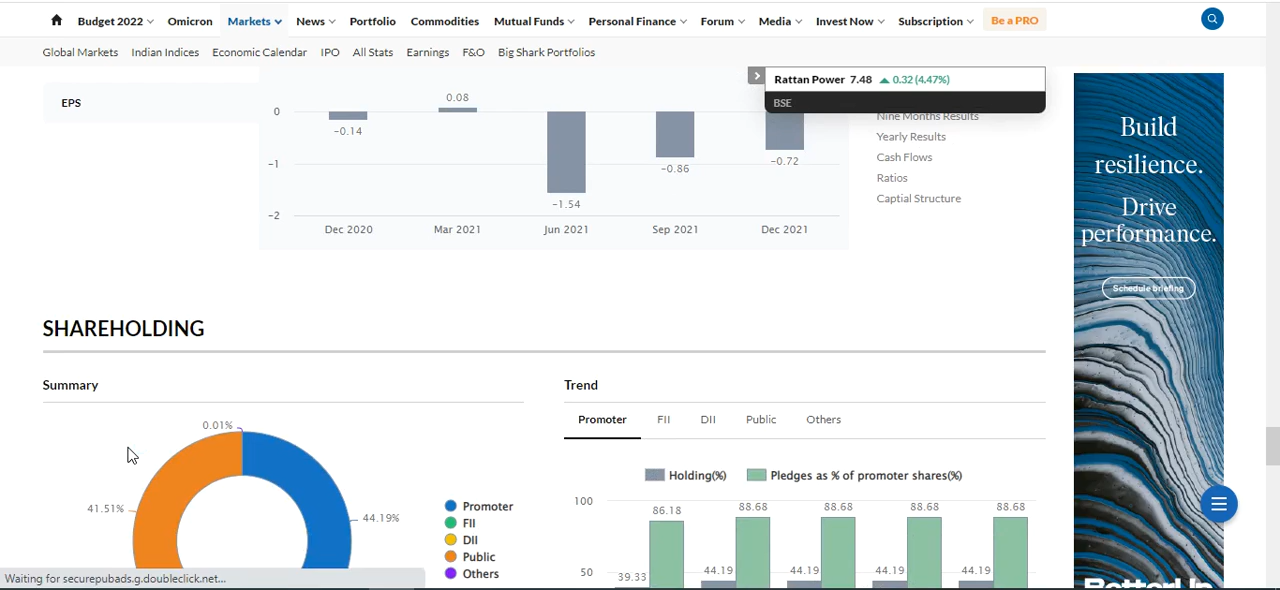 Budget 2022 Omicron Markets News Portfolio Commodities Mutual Funds Personal Finance Forum Media Invest Now Subscription Be a PRO
Global Markets Indian Indices Economic Calendar IPO All Stats Earnings F&O Big Shark Portfolios
Rattan Power 7.48 0.32 (4.47%)
BSE
EPS
0
−1
−2
−0.14
0.08
−1.54
−0.86
−0.72
Dec 2020 Mar 2021 Jun 2021 Sep 2021 Dec 2021
Nine Months Results
Yearly Results
Cash Flows
Ratios
Captial Structure
Build
resilience.
Drive
performance.
Schedule briefing
BetterUp
SHAREHOLDING
Summary
0.01%
41.51%
44.19%
Promoter
FII
DII
Public
Others
Trend
Promoter FII DII Public Others
Holding(%) Pledges as % of promoter shares(%)
100
50
86.18 88.68 88.68 88.68 88.68
39.33 44.19 44.19 44.19 44.19
Waiting for securepubads.g.doubleclick.net...